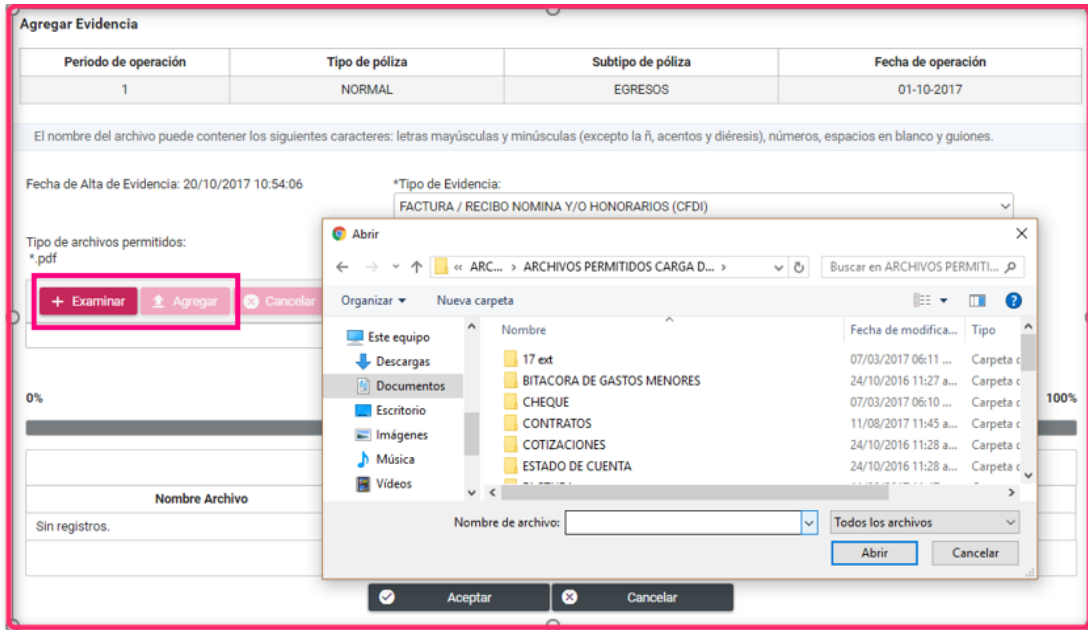 Agregar Evidencia
Periodo de operación Tipo de póliza Subtipo de póliza Fecha de operación
1 NORMAL EGRESOS 01-10-2017
El nombre del archivo puede contener los siguientes caracteres: letras mayúsculas y minúsculas (excepto la ñ, acentos y diéresis), números, espacios en blanco y guiones.
Fecha de Alta de Evidencia: 20/10/2017 10:54:06
*Tipo de Evidencia:
FACTURA / RECIBO NOMINA Y/O HONORARIOS (CFDI)
Tipo de archivos permitidos:
*.pdf
+ Examinar Agregar Cancelar
0% 100%
Nombre Archivo
Sin registros.
Abrir
« ARC... > ARCHIVOS PERMITIDOS CARGA D... > Buscar en ARCHIVOS PERMITI...
Organizar Nueva carpeta
Este equipo
Descargas
Documentos
Escritorio
Imágenes
Música
Vídeos
Nombre Fecha de modifica... Tipo
17 ext 07/03/2017 06:11 ... Carpeta
BITACORA DE GASTOS MENORES 24/10/2016 11:27 a... Carpeta
CHEQUE 07/03/2017 06:10 ... Carpeta
CONTRATOS 11/08/2017 11:45 a... Carpeta
COTIZACIONES 24/10/2016 11:28 a... Carpeta
ESTADO DE CUENTA 24/10/2016 11:28 a... Carpeta
Nombre de archivo: Todos los archivos
Abrir Cancelar
Aceptar Cancelar